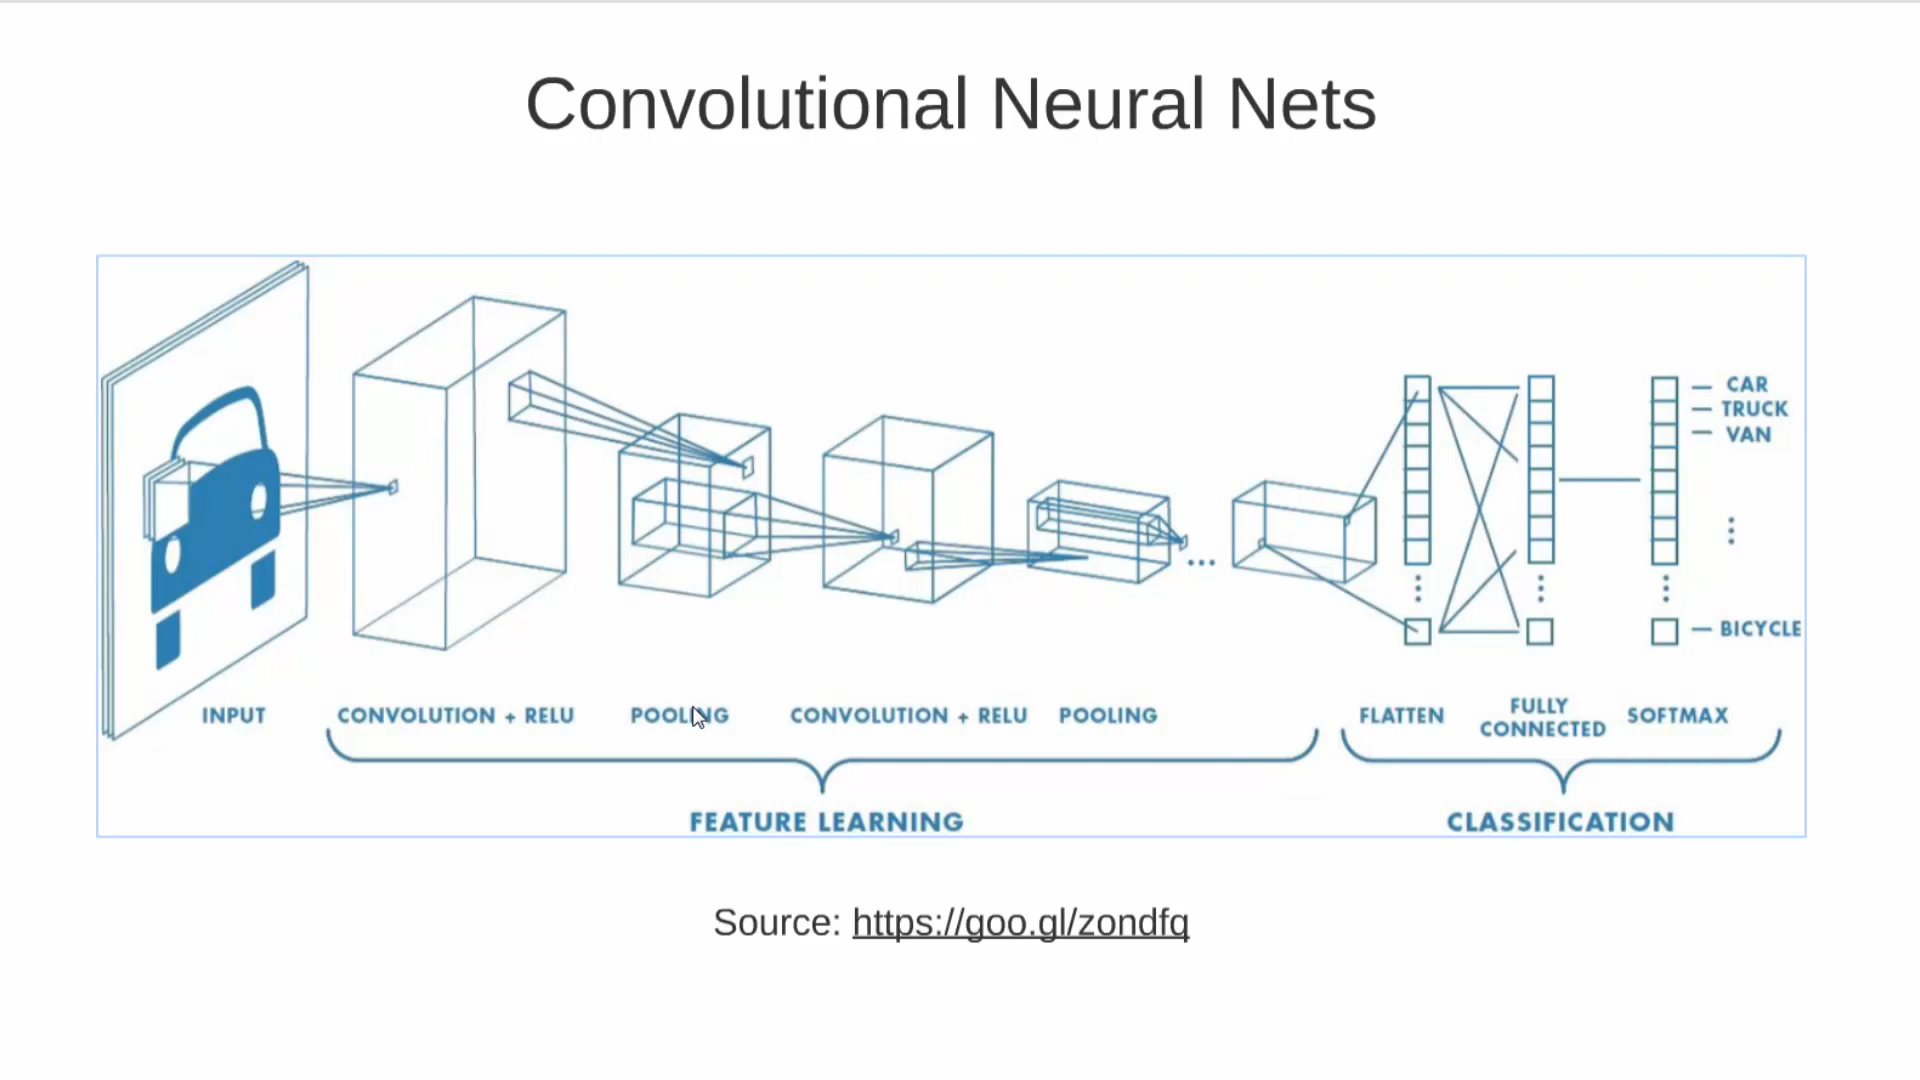 Convolutional Neural Nets
CAR
TRUCK
VAN
BICYCLE
INPUT
CONVOLUTION + RELU
POOLING
CONVOLUTION + RELU
POOLING
FLATTEN
FULLY
CONNECTED
SOFTMAX
FEATURE LEARNING
CLASSIFICATION
Source: https://goo.gl/zondfq